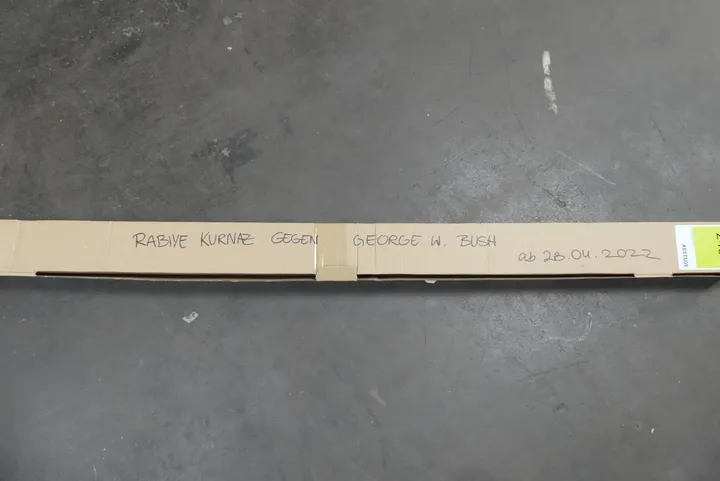 RABIYE KURNAZ GEGEN GEORGE W. BUSH
ab 28.04.2022